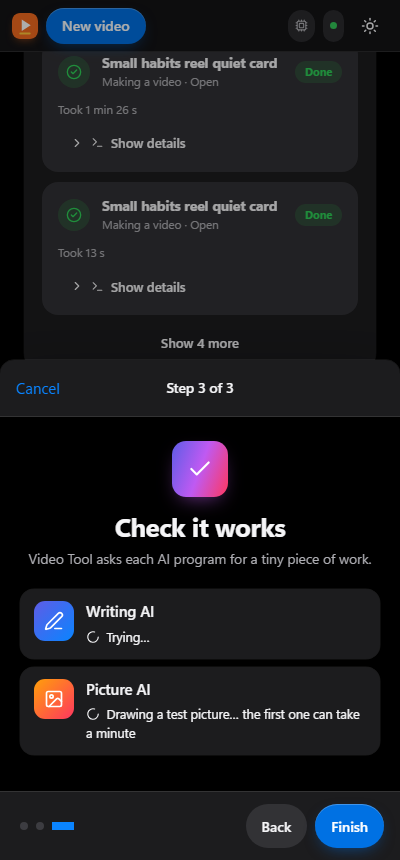 New video
Small habits reel quiet card
Making a video · Open
Done
Took 1 min 26 s
Show details
Small habits reel quiet card
Making a video · Open
Done
Took 13 s
Show details
Show 4 more
Cancel
Step 3 of 3
Check it works
Video Tool asks each AI program for a tiny piece of work.
Writing AI
Trying...
Picture AI
Drawing a test picture... the first one can take
a minute
Back
Finish